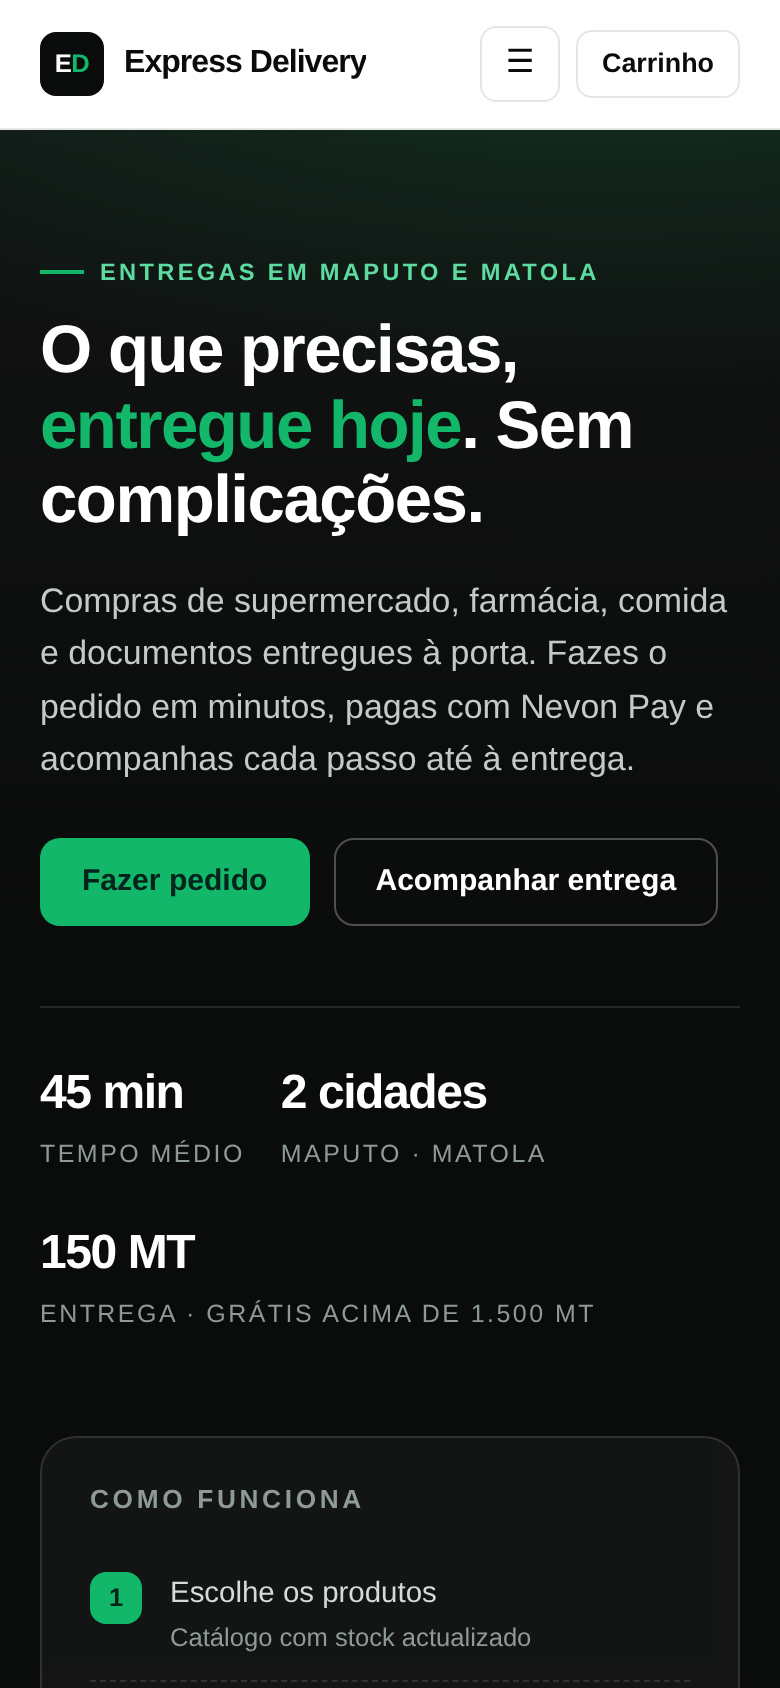 ED Express Delivery ☰ Carrinho
ENTREGAS EM MAPUTO E MATOLA
O que precisas,
entregue hoje. Sem
complicações.
Compras de supermercado, farmácia, comida
e documentos entregues à porta. Fazes o
pedido em minutos, pagas com Nevon Pay e
acompanhas cada passo até à entrega.
Fazer pedido Acompanhar entrega
45 min 2 cidades
TEMPO MÉDIO MAPUTO · MATOLA
150 MT
ENTREGA · GRÁTIS ACIMA DE 1.500 MT
COMO FUNCIONA
1 Escolhe os produtos
Catálogo com stock actualizado